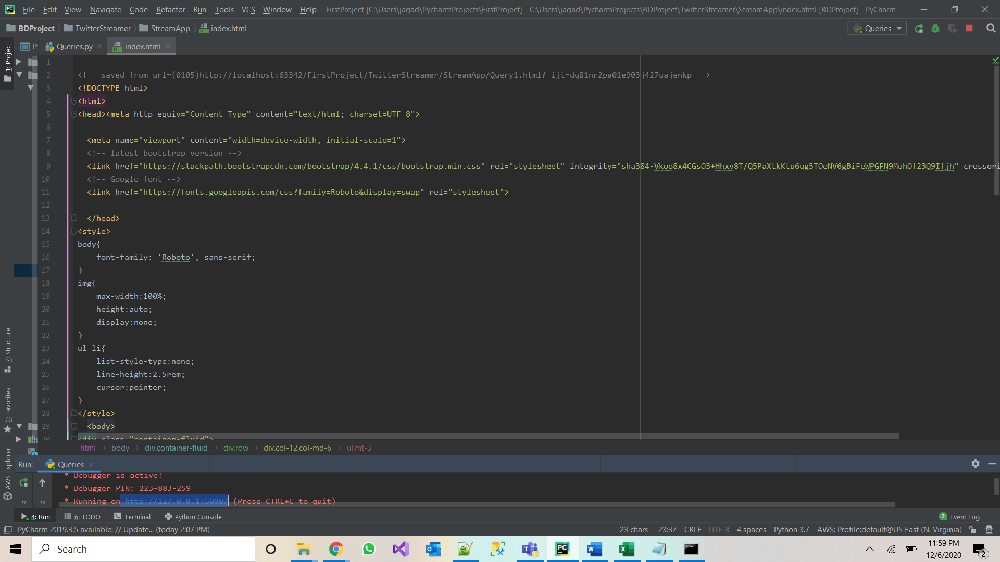 File Edit View Navigate Code Refactor Run Tools VCS Window Help FirstProject [C:\Users\jagad\PycharmProjects\FirstProject] - C:\Users\jagad\PycharmProjects\BDProject\TwitterStreamer\StreamApp\index.html [BDProject] - PyCharm
BDProject TwitterStreamer StreamApp index.html Queries
P Queries.py index.html
1: Project
1
2 <!-- saved from url=(0105)http://localhost:63342/FirstProject/TwitterStreamer/StreamApp/Query1.html?_ijt=dq81nr2pa01e903j427uajenkp -->
3 <!DOCTYPE html>
4 <html>
5 <head><meta http-equiv="Content-Type" content="text/html; charset=UTF-8">
6
7 <meta name="viewport" content="width=device-width, initial-scale=1">
8 <!-- latest bootstrap version -->
9 <link href="https://stackpath.bootstrapcdn.com/bootstrap/4.4.1/css/bootstrap.min.css" rel="stylesheet" integrity="sha384-Vkoo8x4CGsO3+Hhxv8T/Q5PaXtkKtu6ug5TOeNV6gBiFeWPGFN9MuhOf23Q9Ifjh" crossori
10 <!-- Google font -->
11 <link href="https://fonts.googleapis.com/css?family=Roboto&display=swap" rel="stylesheet">
12
13 </head>
14 <style>
15 body{
16 font-family: 'Roboto', sans-serif;
17 }
18 img{
19 max-width:100%;
20 height:auto;
21 display:none;
22 }
23 ul li{
24 list-style-type:none;
25 line-height:2.5rem;
26 cursor:pointer;
27 }
28 </style>
29 <body>
30 <div class="container-fluid">
7: Structure
2: Favorites
AWS Explorer
html › body › div.container-fluid › div.row › div.col-12.col-md-6 › ul.mt-3
Run: Queries
* Debugger is active!
* Debugger PIN: 223-883-259
* Running on http://127.0.0.1:5000/ (Press CTRL+C to quit)
4: Run 6: TODO Terminal Python Console 2 Event Log
PyCharm 2019.3.5 available: // Update... (today 2:07 PM) 23 chars 23:37 CRLF UTF-8 4 spaces Python 3.7 AWS: Profile:default@US East (N. Virginia)
Search
11:59 PM
12/6/2020
2